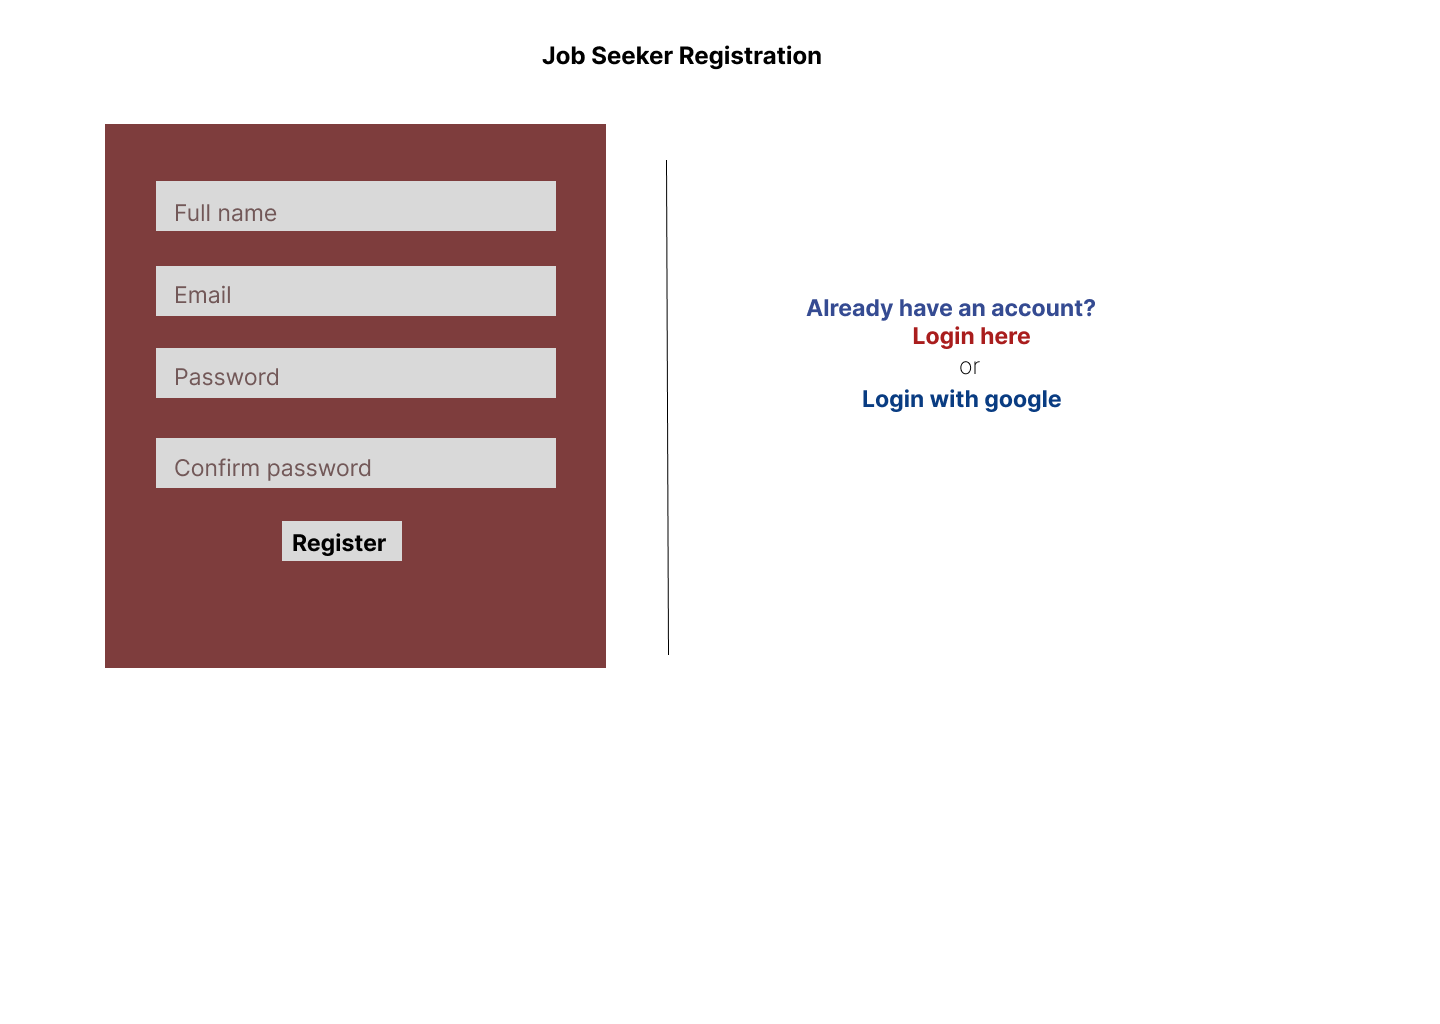 Job Seeker Registration
Full name
Email
Password
Confirm password
Register
Already have an account?
Login here
or
Login with google